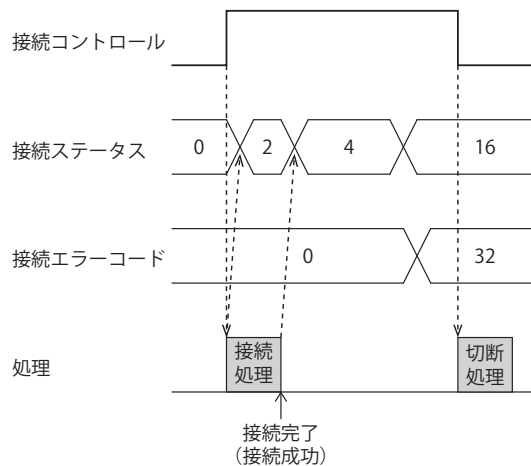 接続コントロール
接続ステータス
0
2
4
16
接続エラーコード
0
32
処理
接続
処理
切断
処理
接続完了
（接続成功）